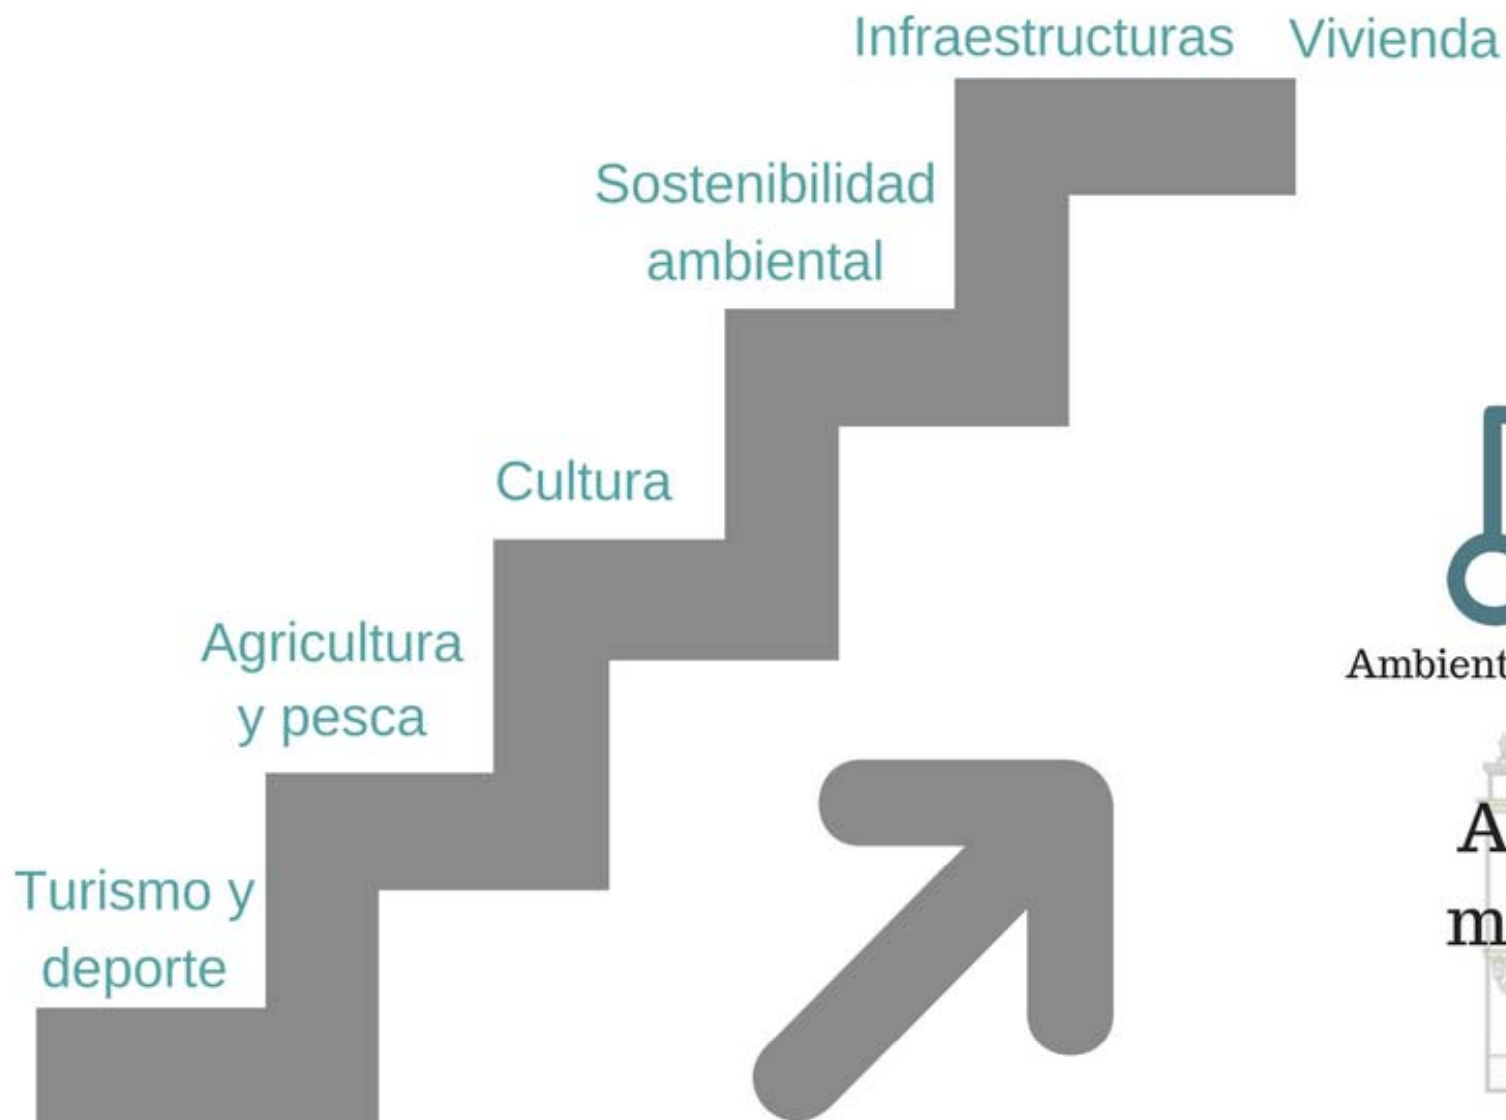 Infraestructuras Vivienda
Sostenibilidad
ambiental
Cultura
Agricultura
y pesca
Turismo y
deporte